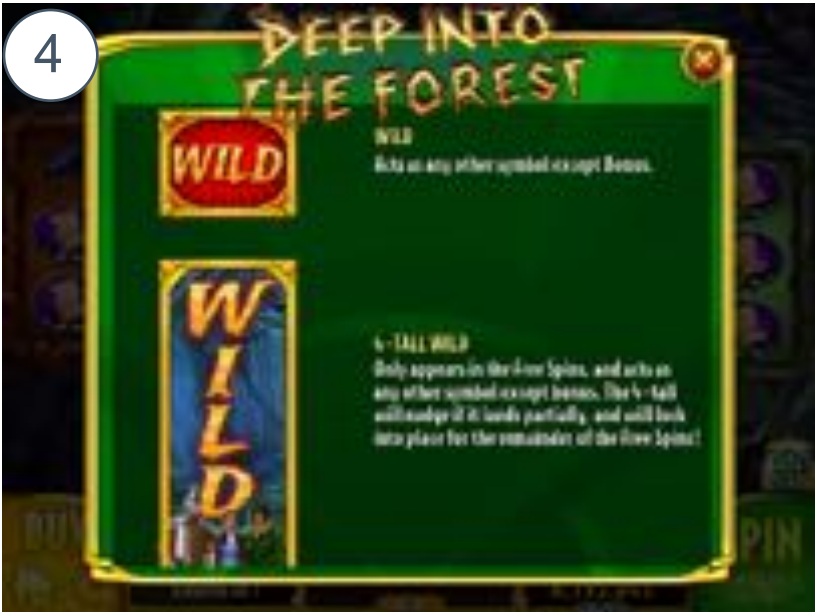 4
DEEP INTO
THE FOREST
WILD
WILD
Acts as any other symbol except Bonus.
WILD
4-TALL WILD
Only appears in the Free Spins, and acts as
any other symbol except bonus. The 4-tall
will nudge if it lands partially, and will lock
into place for the remainder of the Free Spins!
BUY
SPIN